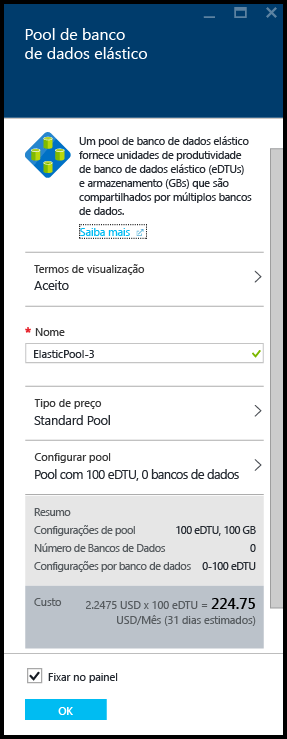 Pool de banco
de dados elástico
Um pool de banco de dados elástico
fornece unidades de produtividade
de banco de dados elástico (eDTUs)
e armazenamento (GBs) que são
compartilhados por múltiplos bancos
de dados.
Saiba mais
Termos de visualização
Aceito
* Nome
ElasticPool-3
Tipo de preço
Standard Pool
Configurar pool
Pool com 100 eDTU, 0 bancos de dados
Resumo
Configurações de pool 100 eDTU, 100 GB
Número de Bancos de Dados 0
Configurações por banco de dados 0-100 eDTU
Custo 2.2475 USD x 100 eDTU = 224.75
USD/Mês (31 dias estimados)
Fixar no painel
OK